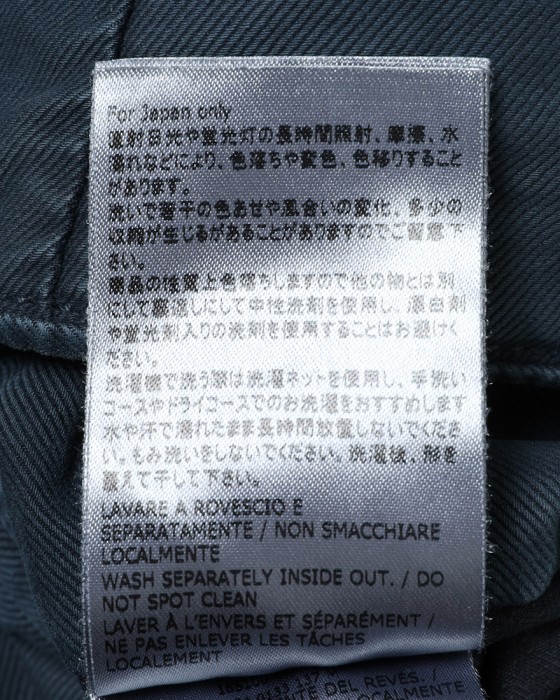 For Japan only
直射日光や蛍光灯の長時間照射、摩擦、水
濡れなどにより、色落ちや変色、色移りすること
があります。
洗いで若干の色あせや風合いの変化、多少の
収縮が生じるがあることがありますのでご留意下
さい。
製品の性質上色落ちしますので他の物とは別
にして裏返しにして中性洗剤を使用し、漂白剤
や蛍光剤入りの洗剤を使用することはお避けく
ださい。
洗濯機で洗う際は洗濯ネットを使用し、手洗い
コースやドライコースでのお洗濯をおすすめします
水や汗で濡れたまま長時間放置しないでくださ
い。もみ洗いをしないでください。洗濯後、形を
整えて干して下さい。
LAVARE A ROVESCIO E
SEPARATAMENTE / NON SMACCHIARE
LOCALMENTE
WASH SEPARATELY INSIDE OUT. / DO
NOT SPOT CLEAN
LAVER À L'ENVERS ET SÉPARÉMENT /
NE PAS ENLEVER LES TÂCHES
LOCALEMENT
DEL REVÉS. /